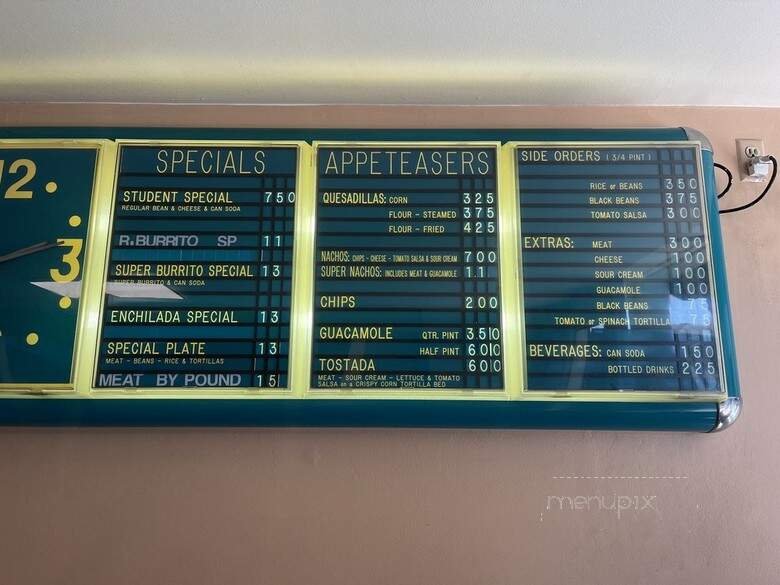 12
3
SPECIALS
STUDENT SPECIAL 750
REGULAR BEAN & CHEESE & CAN SODA
R.BURRITO SP 11
SUPER BURRITO SPECIAL 13
SUPER BURRITO & CAN SODA
ENCHILADA SPECIAL 13
SPECIAL PLATE 13
MEAT - BEANS - RICE & TORTILLAS
MEAT BY POUND 15
APPETEASERS
QUESADILLAS: CORN 325
FLOUR - STEAMED 375
FLOUR - FRIED 425
NACHOS: CHIPS - CHEESE - TOMATO SALSA & SOUR CREAM 700
SUPER NACHOS: INCLUDES MEAT & GUACAMOLE 11
CHIPS 200
GUACAMOLE QTR. PINT 350
HALF PINT 600
TOSTADA 600
MEAT - SOUR CREAM - LETTUCE & TOMATO
SALSA on a CRISPY CORN TORTILLA BED
SIDE ORDERS (3/4 PINT)
RICE or BEANS 350
BLACK BEANS 375
TOMATO SALSA 300
EXTRAS: MEAT 300
CHEESE 100
SOUR CREAM 100
GUACAMOLE 100
BLACK BEANS 75
TOMATO or SPINACH TORTILLA 75
BEVERAGES: CAN SODA 150
BOTTLED DRINKS 225
menupix